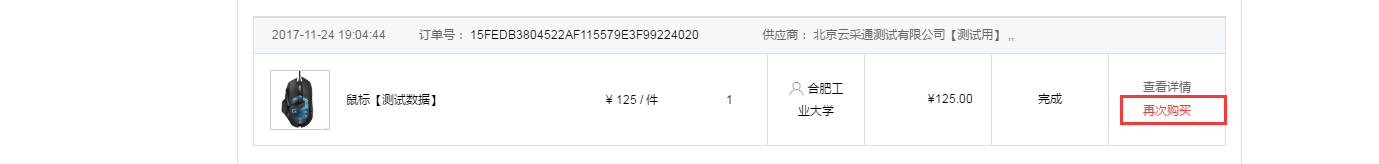 2017-11-24 19:04:44 订单号： 15FEDB3804522AF115579E3F99224020 供应商： 北京云采通测试有限公司【测试用】 ,,
鼠标【测试数据】 ¥ 125 / 件 1 合肥工业大学 ¥125.00 完成 查看详情
再次购买